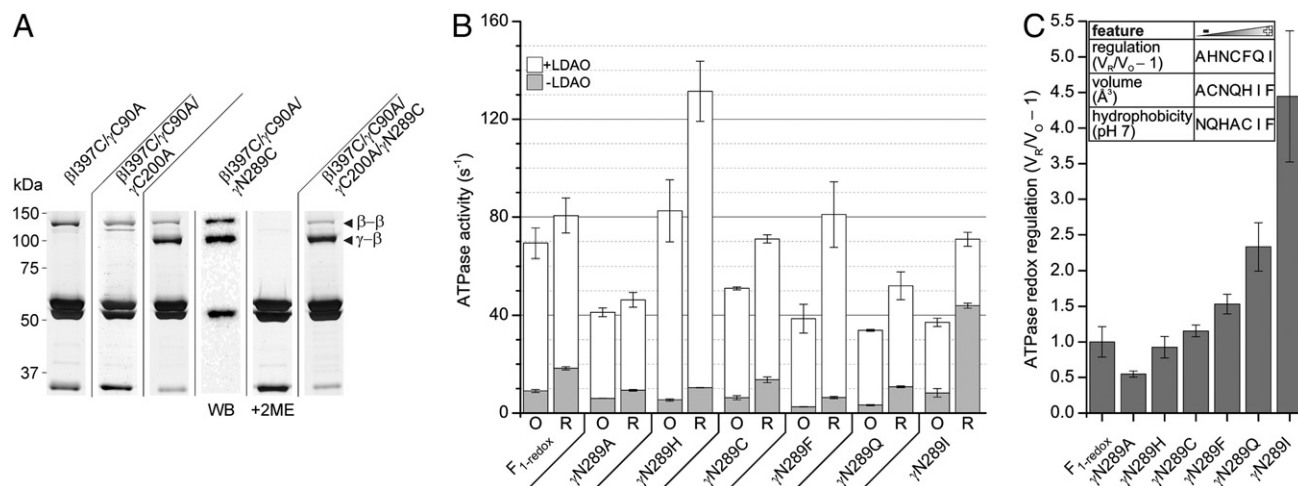 A
βI397C/γC90A
βI397C/γC90A/
γC200A
βI397C/γC90A/
γN289C
βI397C/γC90A/
γC200A/γN289C
kDa
150
100
75
50
37
β–β
γ–β
WB
+2ME
B
ATPase activity (s⁻¹)
160
120
80
40
0
+LDAO
-LDAO
O R O R O R O R O R O R O R
F1-redox
γN289A
γN289H
γN289C
γN289F
γN289Q
γN289I
C
ATPase redox regulation (VR/VO – 1)
5.5
5.0
4.5
4.0
3.5
3.0
2.5
2.0
1.5
1.0
0.5
0.0
feature - +
regulation
(VR/VO – 1) AHNCFQI
volume
(Å³) ACNQHIF
hydrophobicity
(pH 7) NQHACIF
F1-redox
γN289A
γN289H
γN289C
γN289F
γN289Q
γN289I